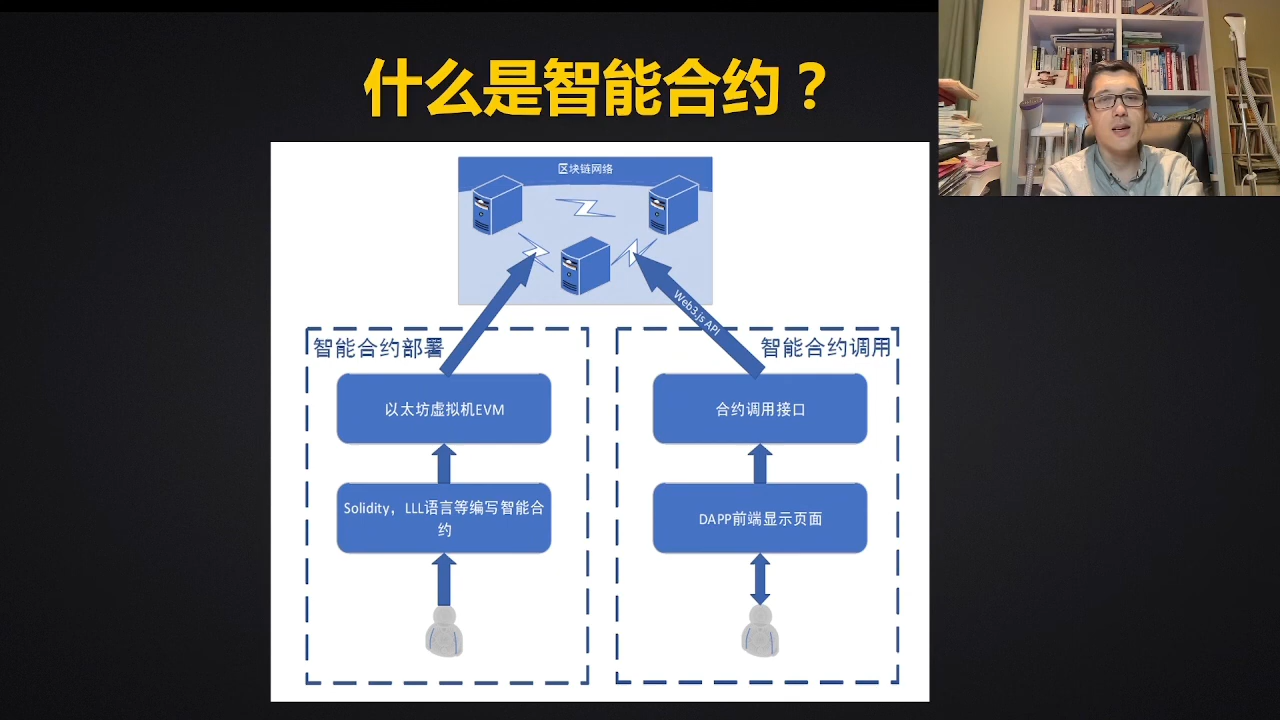 什么是智能合约？
区块链网络
Web3.js API
智能合约部署
智能合约调用
以太坊虚拟机EVM
合约调用接口
Solidity，LLL语言等编写智能合
约
DAPP前端显示页面